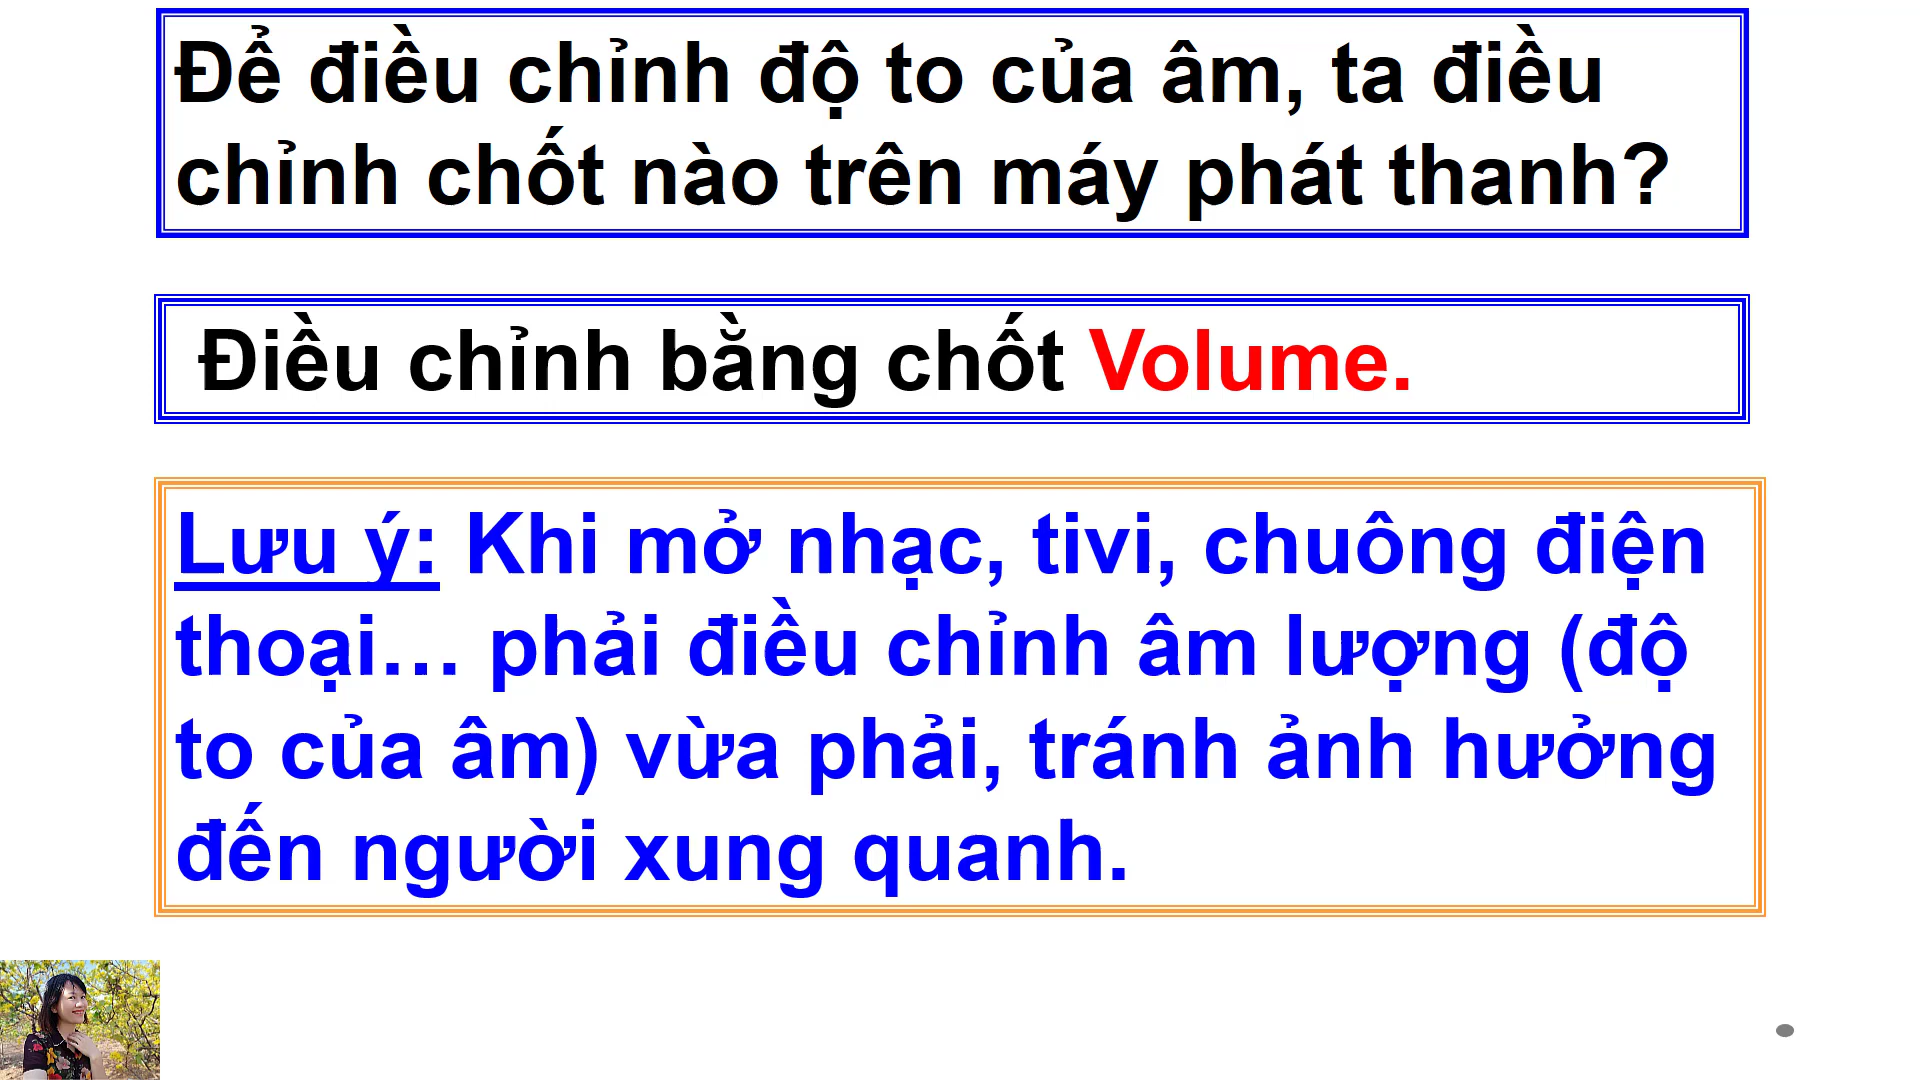 Để điều chỉnh độ to của âm, ta điều
chỉnh chốt nào trên máy phát thanh?
Điều chỉnh bằng chốt Volume.
Lưu ý: Khi mở nhạc, tivi, chuông điện
thoại… phải điều chỉnh âm lượng (độ
to của âm) vừa phải, tránh ảnh hưởng
đến người xung quanh.